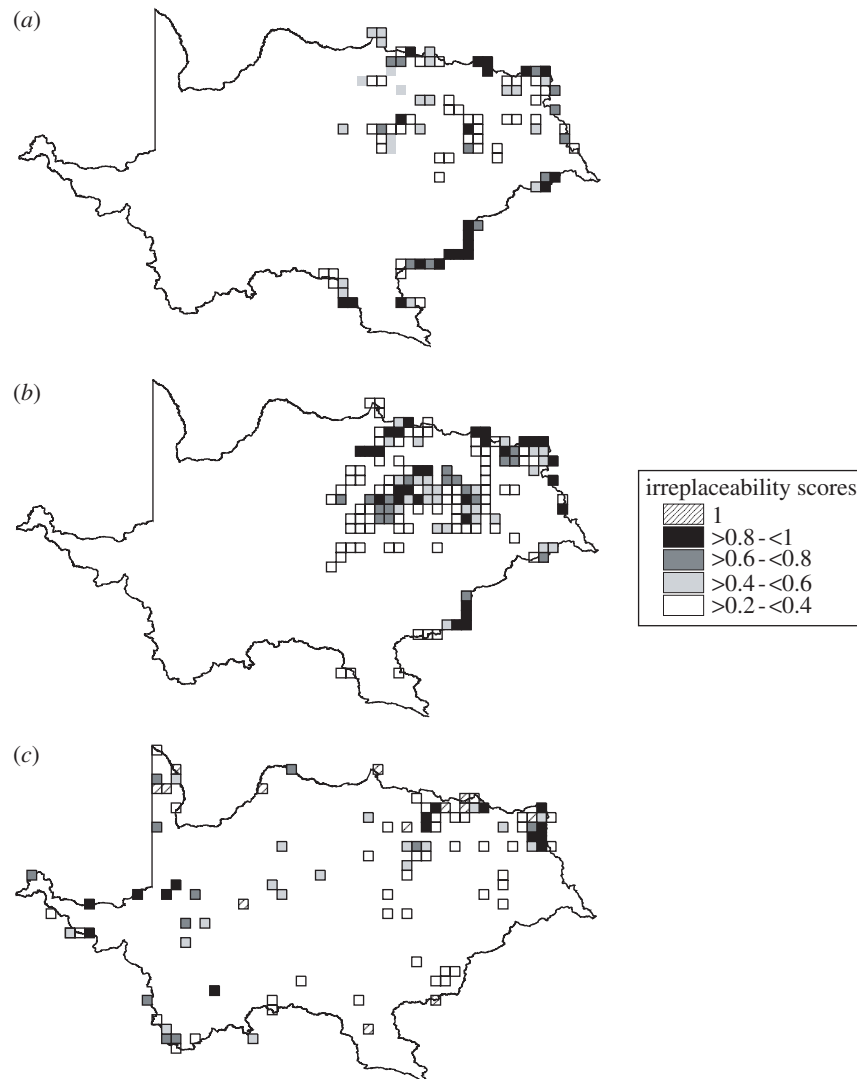 (a)
(b)
irreplaceability scores
1
>0.8 - <1
>0.6 - <0.8
>0.4 - <0.6
>0.2 - <0.4
(c)